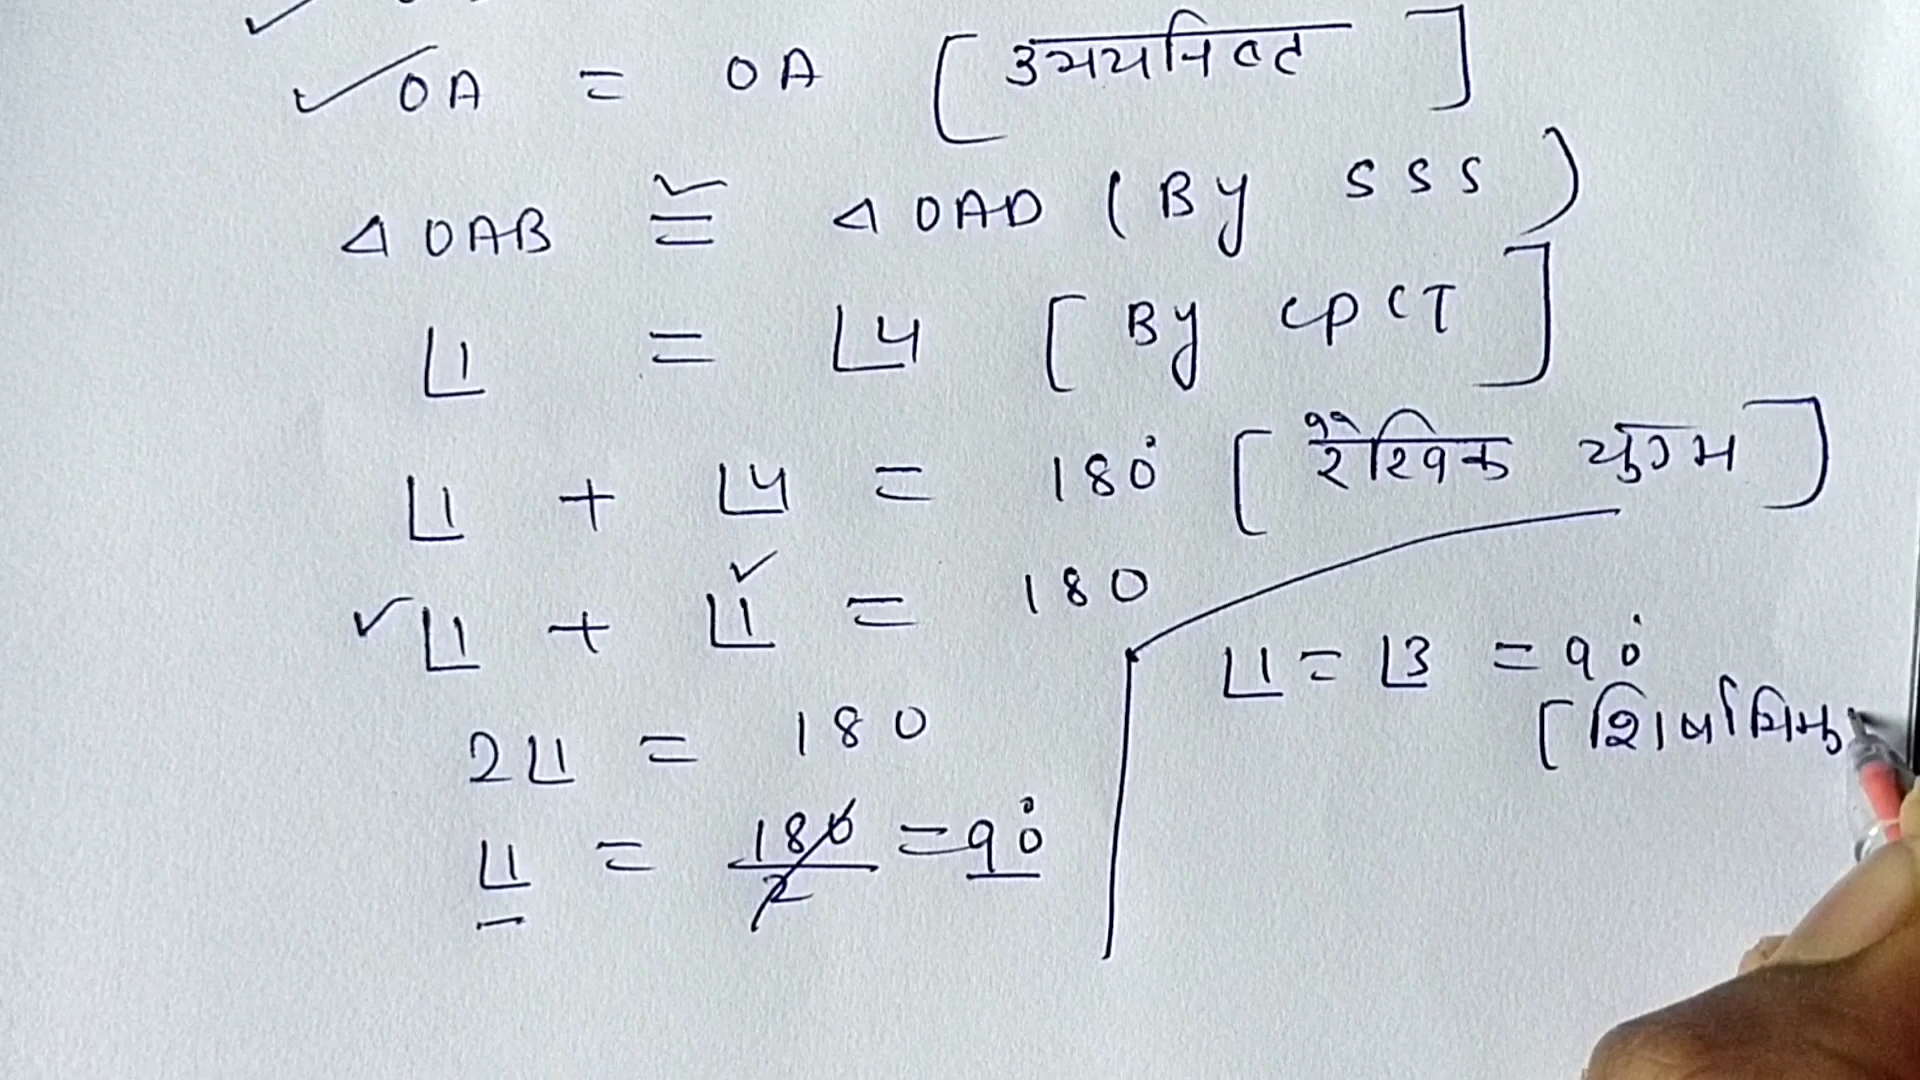 OA = OA [उभयनिष्ट]
△OAB ≅ △OAD (By SSS)
∠1 = ∠4 [By CPCT]
∠1 + ∠4 = 180° [रैखिक युग्म]
∠1 + ∠1 = 180
2∠1 = 180
∠1 = 180/2 = 90°
∠1 = ∠3 = 90°